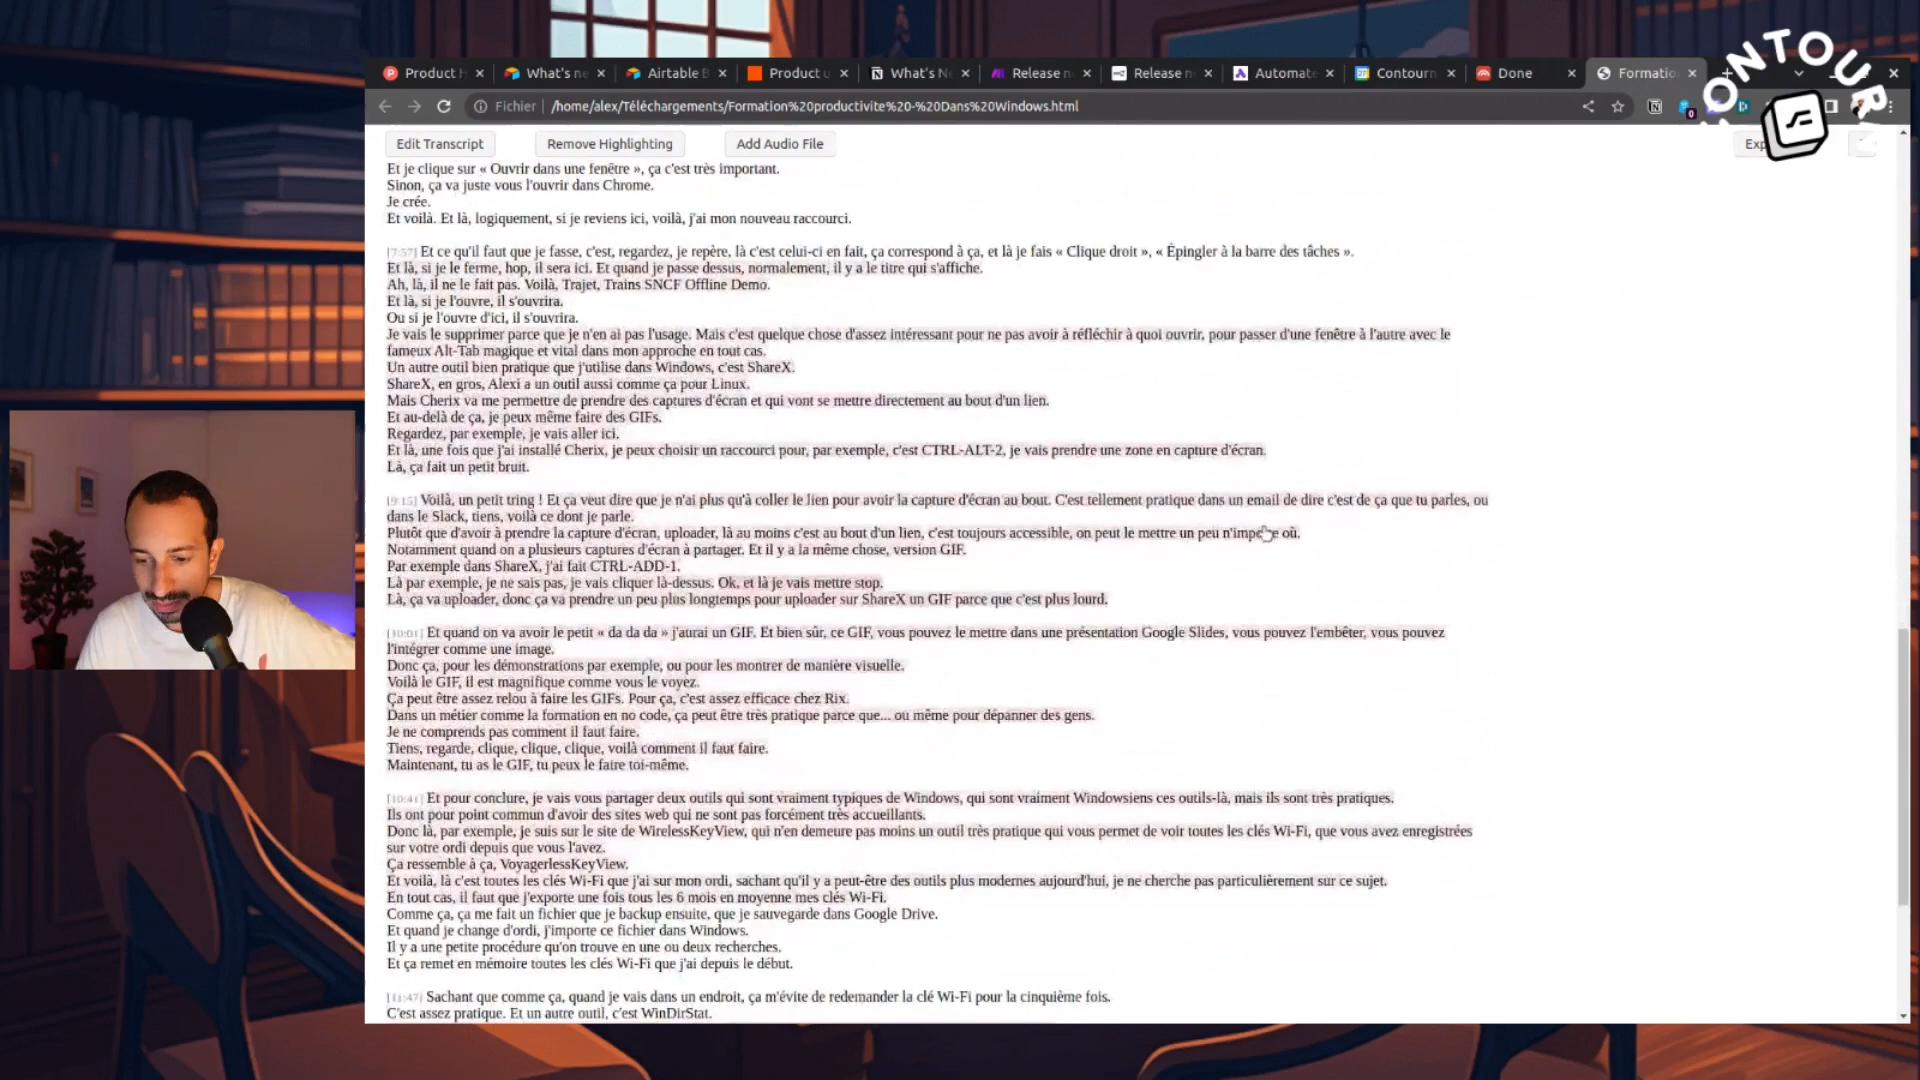 Product H
What's ne
Airtable B
Product u
What's Ne
Release n
Release n
Automate
Contourn
Done
Formatio
CONTOUR
Fichier
/home/alex/Téléchargements/Formation%20productivite%20-%20Dans%20Windows.html
0
Edit Transcript
Remove Highlighting
Add Audio File
Exp
Et je clique sur « Ouvrir dans une fenêtre », ça c'est très important.
Sinon, ça va juste vous l'ouvrir dans Chrome.
Je crée.
Et voilà. Et là, logiquement, si je reviens ici, voilà, j'ai mon nouveau raccourci.
[7:57] Et ce qu'il faut que je fasse, c'est, regardez, je repère, là c'est celui-ci en fait, ça correspond à ça, et là je fais « Clique droit », « Épingler à la barre des tâches ».
Et là, si je le ferme, hop, il sera ici. Et quand je passe dessus, normalement, il y a le titre qui s'affiche.
Ah, là, il ne le fait pas. Voilà, Trajet, Trains SNCF Offline Demo.
Et là, si je l'ouvre, il s'ouvrira.
Ou si je l'ouvre d'ici, il s'ouvrira.
Je vais le supprimer parce que je n'en ai pas l'usage. Mais c'est quelque chose d'assez intéressant pour ne pas avoir à réfléchir à quoi ouvrir, pour passer d'une fenêtre à l'autre avec le
fameux Alt-Tab magique et vital dans mon approche en tout cas.
Un autre outil bien pratique que j'utilise dans Windows, c'est ShareX.
ShareX, en gros, Alexi a un outil aussi comme ça pour Linux.
Mais Cherix va me permettre de prendre des captures d'écran et qui vont se mettre directement au bout d'un lien.
Et au-delà de ça, je peux même faire des GIFs.
Regardez, par exemple, je vais aller ici.
Et là, une fois que j'ai installé Cherix, je peux choisir un raccourci pour, par exemple, c'est CTRL-ALT-2, je vais prendre une zone en capture d'écran.
Là, ça fait un petit bruit.
[9:15] Voilà, un petit tring ! Et ça veut dire que je n'ai plus qu'à coller le lien pour avoir la capture d'écran au bout. C'est tellement pratique dans un email de dire c'est de ça que tu parles, ou
dans le Slack, tiens, voilà ce dont je parle.
Plutôt que d'avoir à prendre la capture d'écran, uploader, là au moins c'est au bout d'un lien, c'est toujours accessible, on peut le mettre un peu n'importe où.
Notamment quand on a plusieurs captures d'écran à partager. Et il y a la même chose, version GIF.
Par exemple dans ShareX, j'ai fait CTRL-ADD-1.
Là par exemple, je ne sais pas, je vais cliquer là-dessus. Ok, et là je vais mettre stop.
Là, ça va uploader, donc ça va prendre un peu plus longtemps pour uploader sur ShareX un GIF parce que c'est plus lourd.
[10:01] Et quand on va avoir le petit « da da da » j'aurai un GIF. Et bien sûr, ce GIF, vous pouvez le mettre dans une présentation Google Slides, vous pouvez l'embêter, vous pouvez
l'intégrer comme une image.
Donc ça, pour les démonstrations par exemple, ou pour les montrer de manière visuelle.
Voilà le GIF, il est magnifique comme vous le voyez.
Ça peut être assez relou à faire les GIFs. Pour ça, c'est assez efficace chez Rix.
Dans un métier comme la formation en no code, ça peut être très pratique parce que... ou même pour dépanner des gens.
Je ne comprends pas comment il faut faire.
Tiens, regarde, clique, clique, clique, voilà comment il faut faire.
Maintenant, tu as le GIF, tu peux le faire toi-même.
[10:41] Et pour conclure, je vais vous partager deux outils qui sont vraiment typiques de Windows, qui sont vraiment Windowsiens ces outils-là, mais ils sont très pratiques.
Ils ont pour point commun d'avoir des sites web qui ne sont pas forcément très accueillants.
Donc là, par exemple, je suis sur le site de WirelessKeyView, qui n'en demeure pas moins un outil très pratique qui vous permet de voir toutes les clés Wi-Fi, que vous avez enregistrées
sur votre ordi depuis que vous l'avez.
Ça ressemble à ça, VoyagerlessKeyView.
Et voilà, là c'est toutes les clés Wi-Fi que j'ai sur mon ordi, sachant qu'il y a peut-être des outils plus modernes aujourd'hui, je ne cherche pas particulièrement sur ce sujet.
En tout cas, il faut que j'exporte une fois tous les 6 mois en moyenne mes clés Wi-Fi.
Comme ça, ça me fait un fichier que je backup ensuite, que je sauvegarde dans Google Drive.
Et quand je change d'ordi, j'importe ce fichier dans Windows.
Il y a une petite procédure qu'on trouve en une ou deux recherches.
Et ça remet en mémoire toutes les clés Wi-Fi que j'ai depuis le début.
[11:47] Sachant que comme ça, quand je vais dans un endroit, ça m'évite de redemander la clé Wi-Fi pour la cinquième fois.
C'est assez pratique. Et un autre outil, c'est WinDirStat.